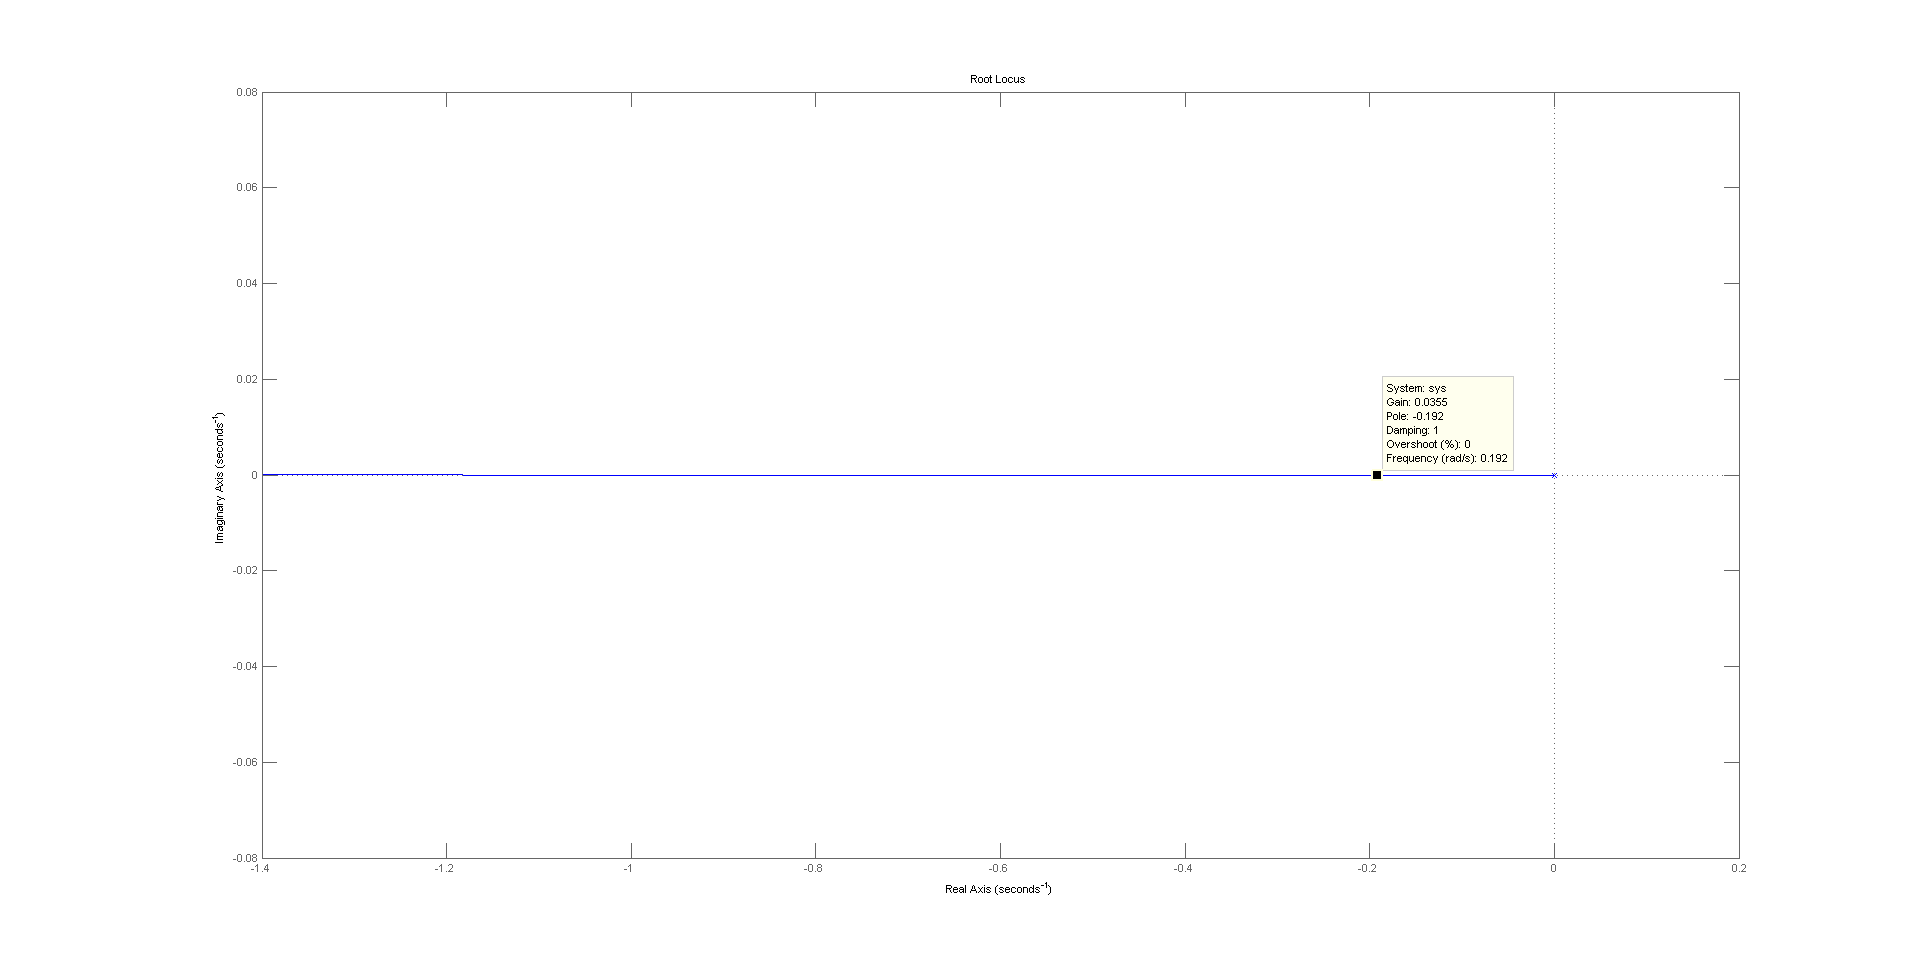 Root Locus
0.08
0.06
0.04
0.02
0
-0.02
-0.04
-0.06
-0.08
Imaginary Axis (seconds⁻¹)
System: sys
Gain: 0.0355
Pole: -0.192
Damping: 1
Overshoot (%): 0
Frequency (rad/s): 0.192
-1.4 -1.2 -1 -0.8 -0.6 -0.4 -0.2 0 0.2
Real Axis (seconds⁻¹)